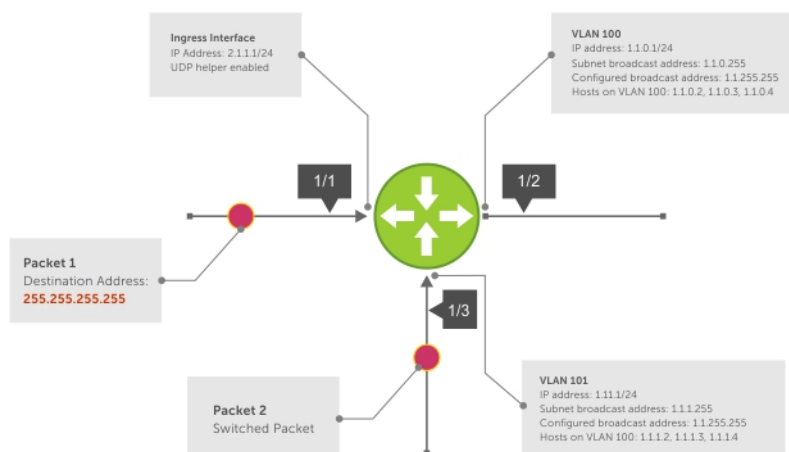 Ingress Interface
IP Address: 2.1.1.1/24
UDP helper enabled
VLAN 100
IP address: 1.1.0.1/24
Subnet broadcast address: 1.1.0.255
Configured broadcast address: 1.1.255.255
Hosts on VLAN 100: 1.1.0.2, 1.1.0.3, 1.1.0.4
1/1
1/2
Packet 1
Destination Address:
255.255.255.255
1/3
Packet 2
Switched Packet
VLAN 101
IP address: 1.11.1/24
Subnet broadcast address: 1.1.1.255
Configured broadcast address: 1.1.255.255
Hosts on VLAN 100: 1.1.1.2, 1.1.1.3, 1.1.1.4